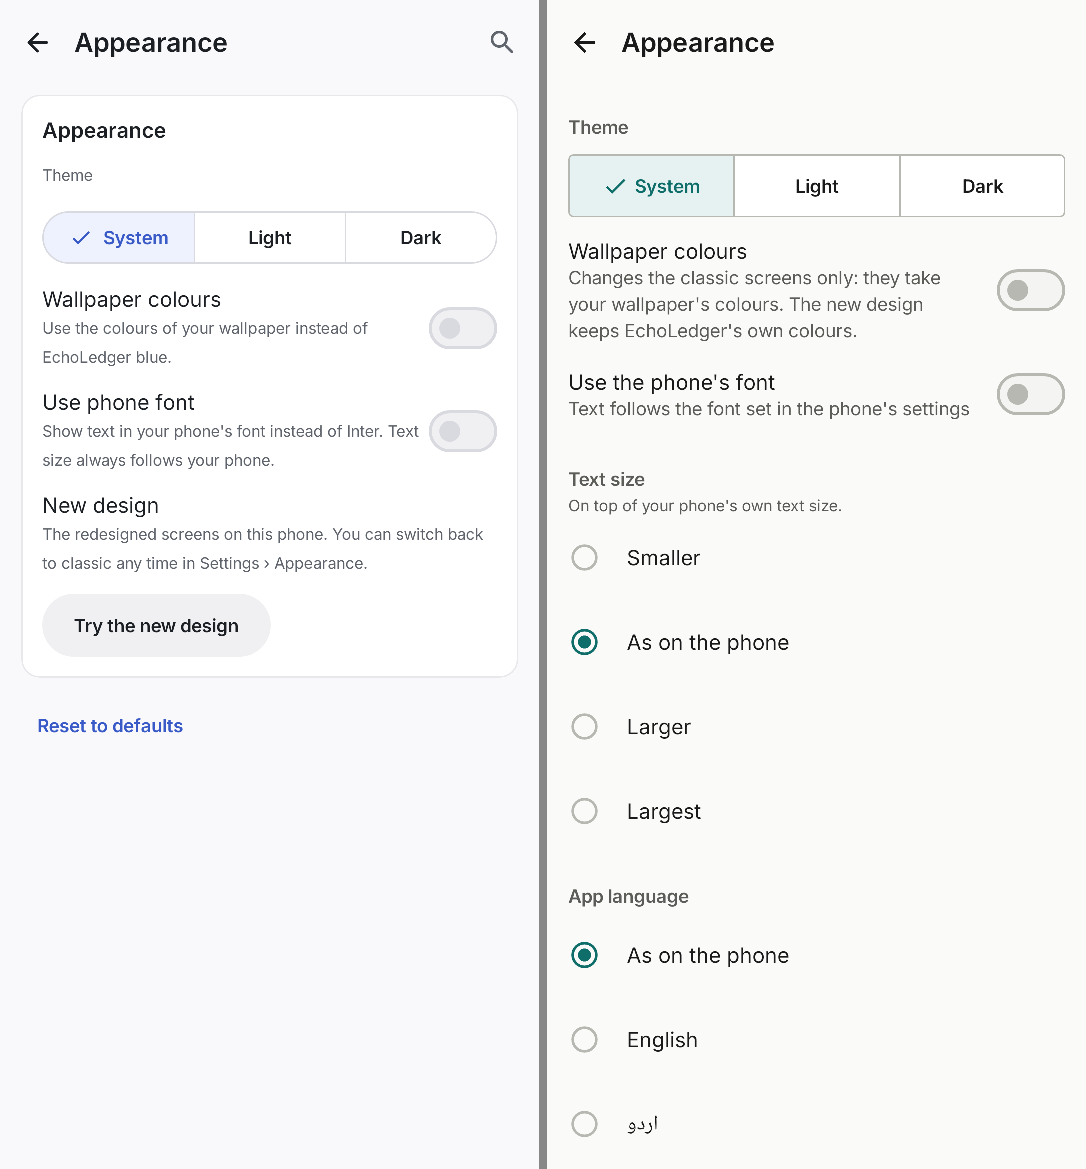 Appearance
Appearance
Theme
System
Light
Dark
Wallpaper colours
Use the colours of your wallpaper instead of
EchoLedger blue.
Use phone font
Show text in your phone's font instead of Inter. Text
size always follows your phone.
New design
The redesigned screens on this phone. You can switch back
to classic any time in Settings › Appearance.
Try the new design
Reset to defaults
Appearance
Theme
System
Light
Dark
Wallpaper colours
Changes the classic screens only: they take
your wallpaper's colours. The new design
keeps EchoLedger's own colours.
Use the phone's font
Text follows the font set in the phone's settings
Text size
On top of your phone's own text size.
Smaller
As on the phone
Larger
Largest
App language
As on the phone
English
اردو